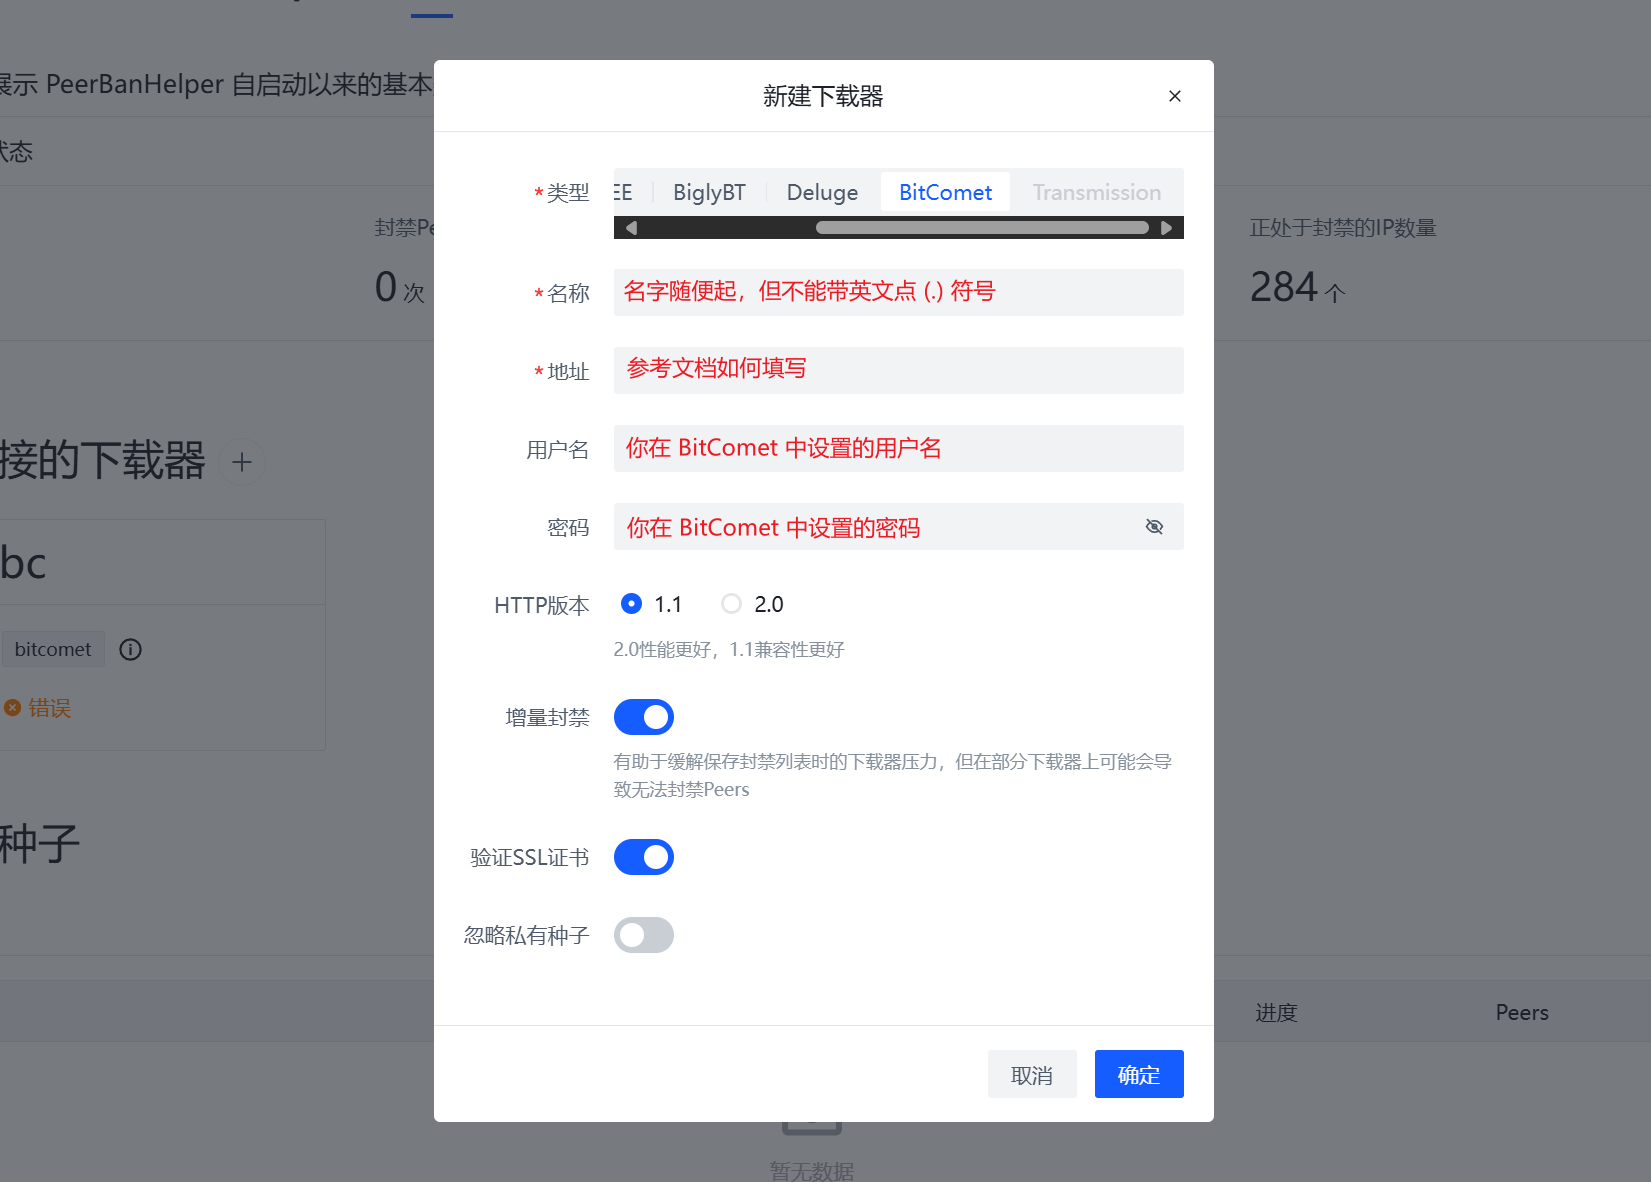 展示 PeerBanHelper 自启动以来的基本
状态
封禁Pe
0 次
正处于封禁的IP数量
284 个
接的下载器
bc
bitcomet
错误
种子
进度
Peers
暂无数据
新建下载器
*类型
EE
BiglyBT
Deluge
BitComet
Transmission
*名称
名字随便起，但不能带英文点 (.) 符号
*地址
参考文档如何填写
用户名
你在 BitComet 中设置的用户名
密码
你在 BitComet 中设置的密码
HTTP版本
1.1
2.0
2.0性能更好，1.1兼容性更好
增量封禁
有助于缓解保存封禁列表时的下载器压力，但在部分下载器上可能会导
致无法封禁Peers
验证SSL证书
忽略私有种子
取消
确定